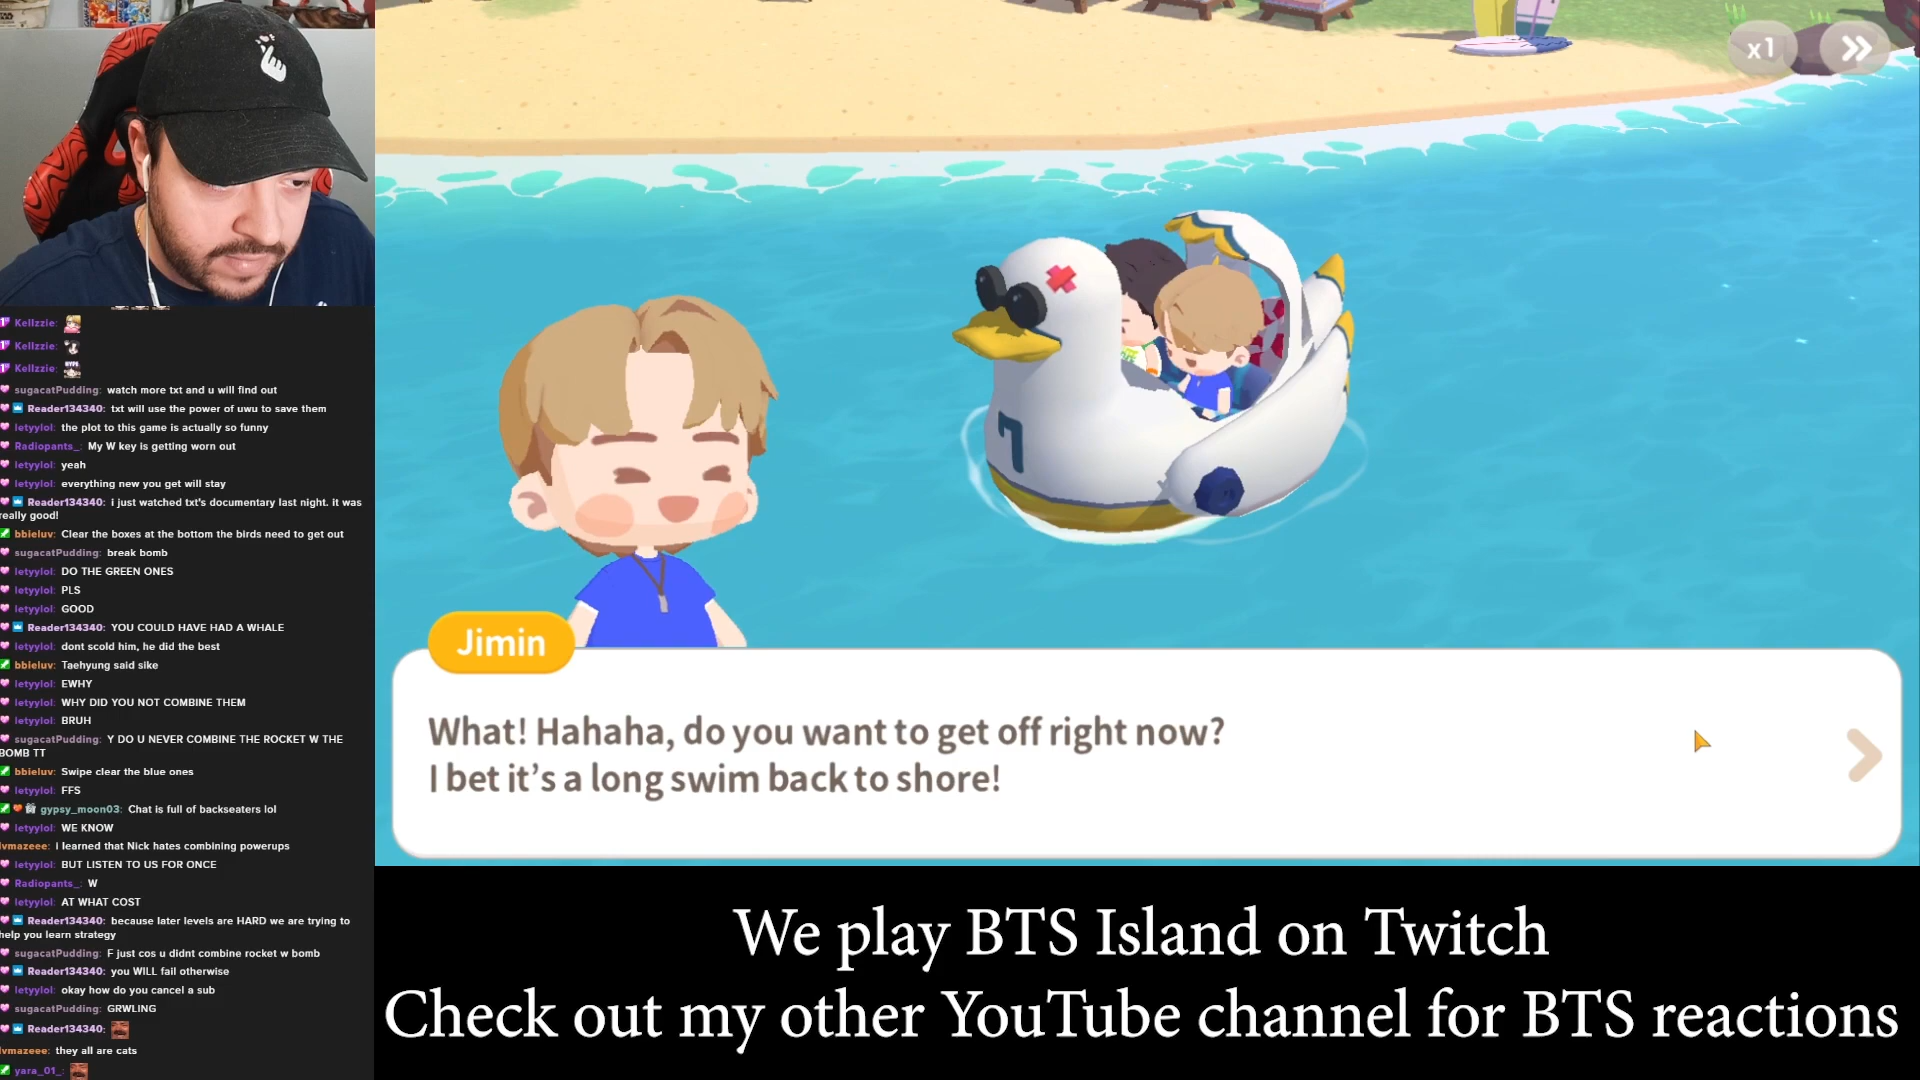 x1
Kellzzie:
Kellzzie:
Kellzzie:
sugacatPudding: watch more txt and u will find out
Reader134340: txt will use the power of uwu to save them
letyylol: the plot to this game is actually so funny
Radiopants_: My W key is getting worn out
letyylol: yeah
letyylol: everything new you get will stay
Reader134340: i just watched txt's documentary last night. it was
really good!
bbieluv: Clear the boxes at the bottom the birds need to get out
sugacatPudding: break bomb
letyylol: DO THE GREEN ONES
letyylol: PLS
letyylol: GOOD
Reader134340: YOU COULD HAVE HAD A WHALE
letyylol: dont scold him, he did the best
bbieluv: Taehyung said sike
letyylol: EWHY
letyylol: WHY DID YOU NOT COMBINE THEM
letyylol: BRUH
sugacatPudding: Y DO U NEVER COMBINE THE ROCKET W THE
BOMB TT
bbieluv: Swipe clear the blue ones
letyylol: FFS
gypsy_moon03: Chat is full of backseaters lol
letyylol: WE KNOW
lvmazeee: i learned that Nick hates combining powerups
letyylol: BUT LISTEN TO US FOR ONCE
Radiopants_: W
letyylol: AT WHAT COST
Reader134340: because later levels are HARD we are trying to
help you learn strategy
sugacatPudding: F just cos u didnt combine rocket w bomb
Reader134340: you WILL fail otherwise
letyylol: okay how do you cancel a sub
sugacatPudding: GRWLING
Reader134340:
lvmazeee: they all are cats
yara_01_:
7
Jimin
What! Hahaha, do you want to get off right now?
I bet it's a long swim back to shore!
We play BTS Island on Twitch
Check out my other YouTube channel for BTS reactions